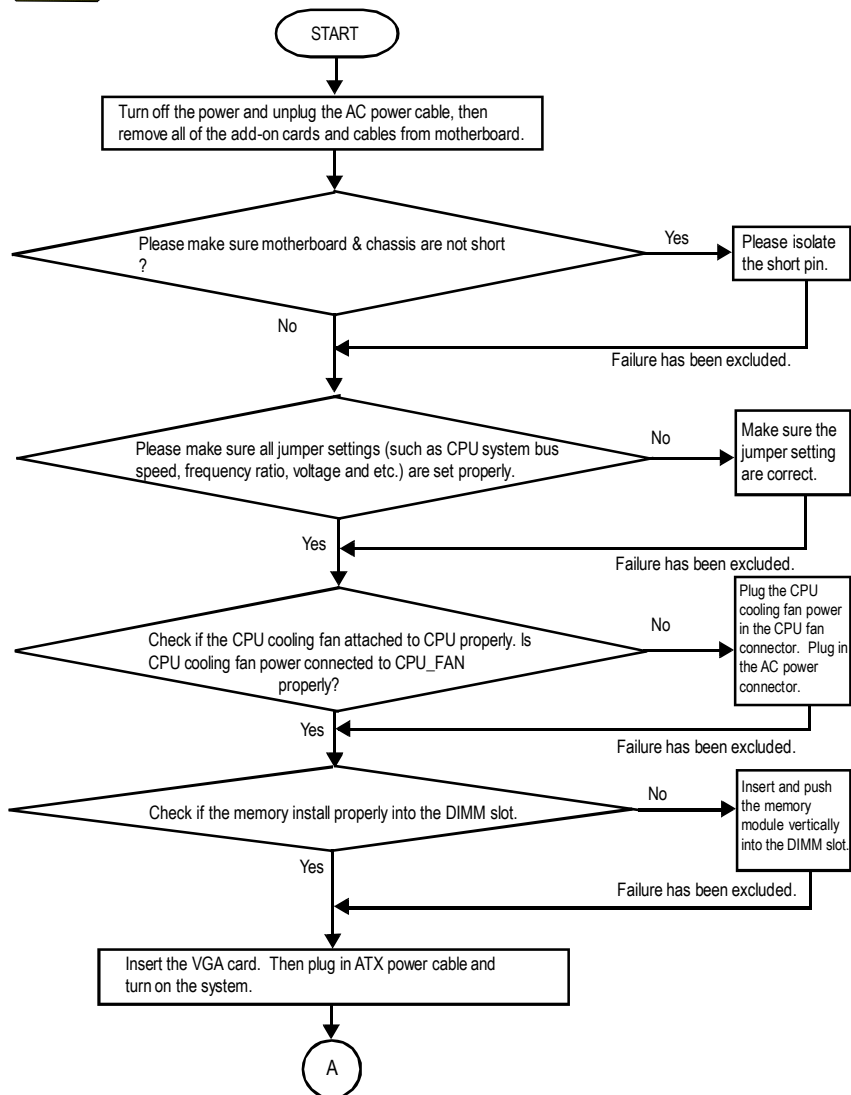 START
Turn off the power and unplug the AC power cable, then
remove all of the add-on cards and cables from motherboard.
Please make sure motherboard & chassis are not short
?
Yes
Please isolate
the short pin.
No
Failure has been excluded.
Please make sure all jumper settings (such as CPU system bus
speed, frequency ratio, voltage and etc.) are set properly.
No
Make sure the
jumper setting
are correct.
Yes
Failure has been excluded.
Check if the CPU cooling fan attached to CPU properly. Is
CPU cooling fan power connected to CPU_FAN
properly?
No
Plug the CPU
cooling fan power
in the CPU fan
connector. Plug in
the AC power
connector.
Yes
Failure has been excluded.
Check if the memory install properly into the DIMM slot.
No
Insert and push
the memory
module vertically
into the DIMM slot.
Yes
Failure has been excluded.
Insert the VGA card. Then plug in ATX power cable and
turn on the system.
A